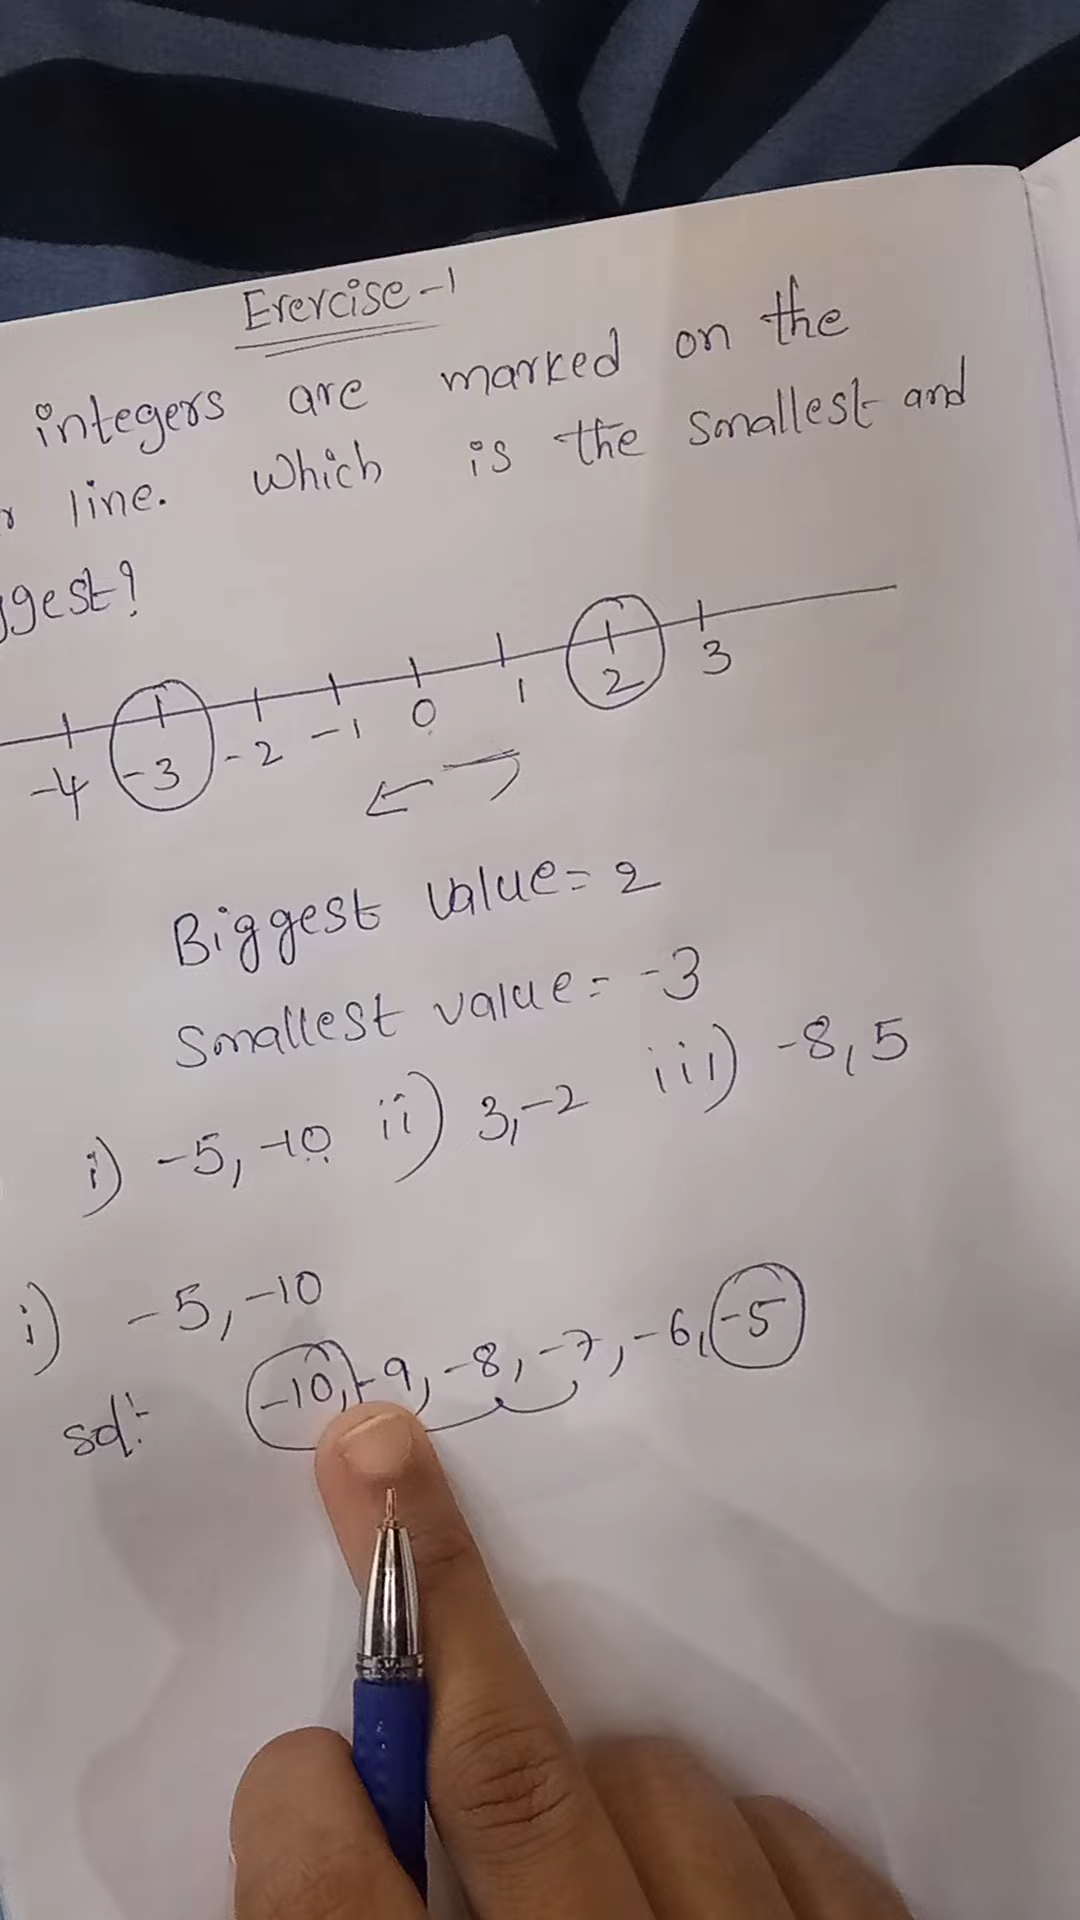 Exercise-1
integers are marked on the
line. Which is the smallest and
ggest?
-4 -3 -2 -1 0 1 2 3
Biggest value= 2
Smallest value= -3
i) -5, -10 ii) 3,-2 iii) -8, 5
i) -5, -10
sol:- -10, -9, -8, -7, -6, -5